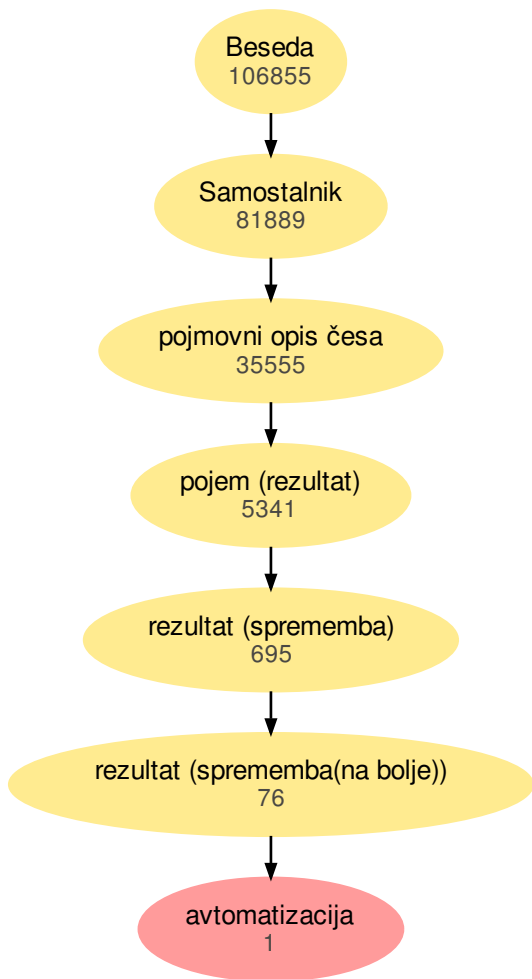 Beseda
106855
Samostalnik
81889
pojmovni opis česa
35555
pojem (rezultat)
5341
rezultat (sprememba)
695
rezultat (sprememba(na bolje))
76
avtomatizacija
1